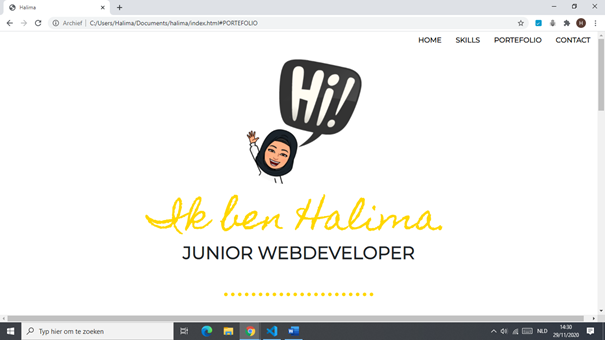 Halima
Archief | C:/Users/Halima/Documents/halima/index.html#PORTEFOLIO
H
HOME SKILLS PORTEFOLIO CONTACT
Hi!
Ik ben Halima.
JUNIOR WEBDEVELOPER
Typ hier om te zoeken
NLD
14:30
29/11/2020